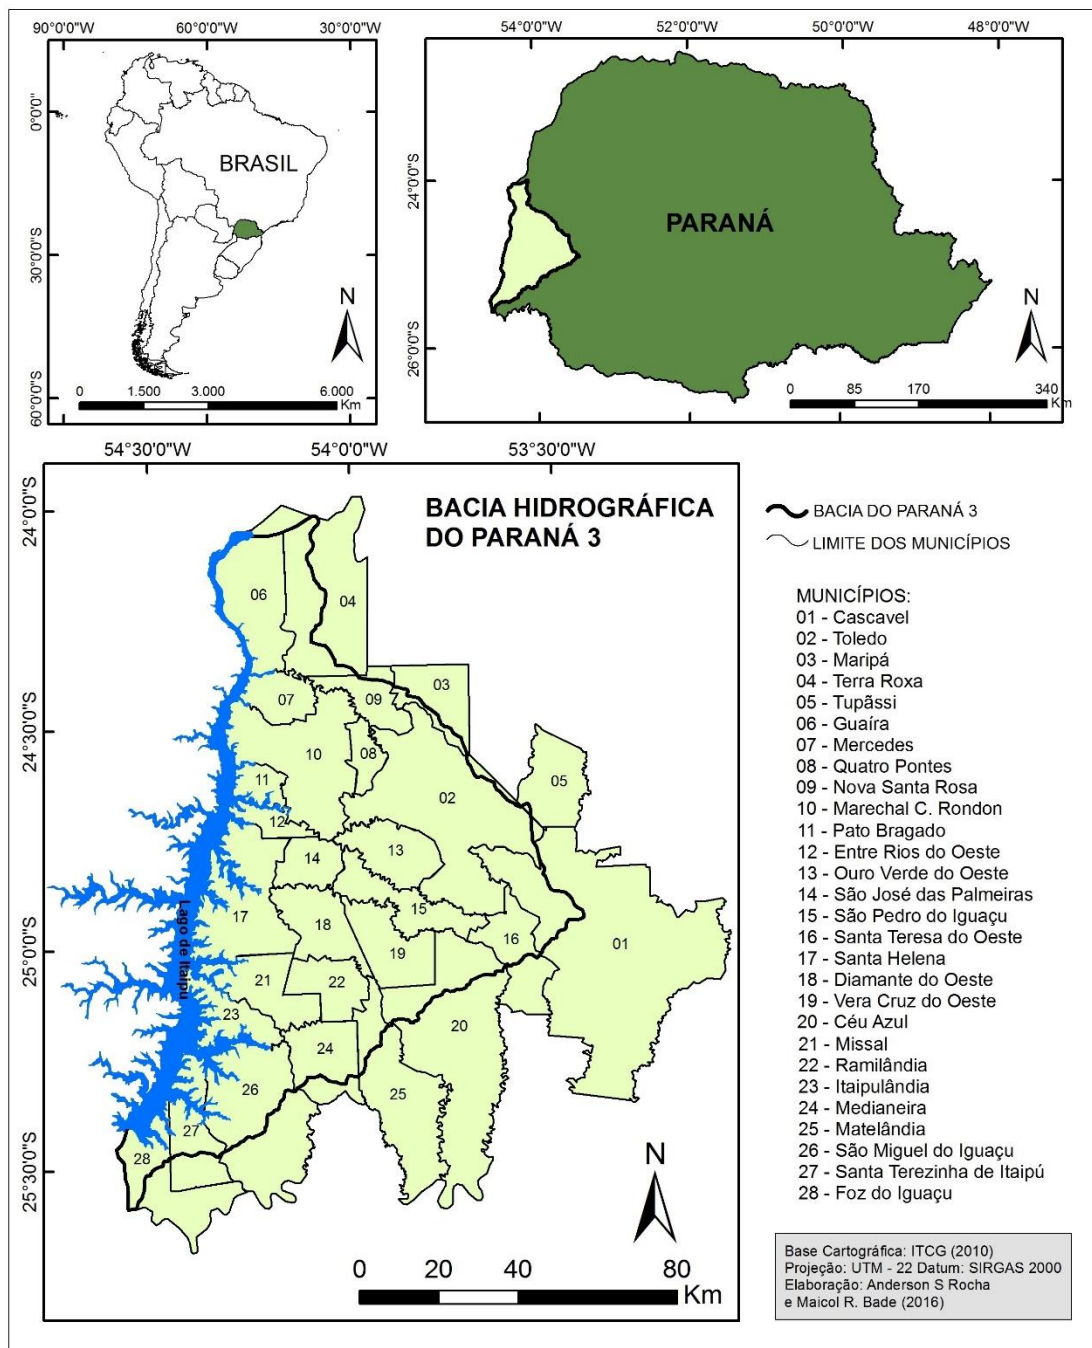 90°0'0"W 60°0'0"W 30°0'0"W
0°0'0"
30°0'0"S
60°0'0"S
BRASIL
N
0 1.500 3.000 6.000
Km
54°0'0"W 52°0'0"W 50°0'0"W 48°0'0"W
24°0'0"S
26°0'0"S
PARANÁ
N
0 85 170 340
Km
54°30'0"W 54°0'0"W 53°30'0"W
24°0'0"S
24°30'0"S
25°0'0"S
25°30'0"S
BACIA HIDROGRÁFICA
DO PARANÁ 3
06
04
03
07
09
10
08
11
02
05
12
13
14
15
17
18
16
01
19
21
22
23
20
24
26
25
27
28
Lago de Itaipu
N
0 20 40 80
Km
BACIA DO PARANÁ 3
LIMITE DOS MUNICÍPIOS
MUNICÍPIOS:
01 - Cascavel
02 - Toledo
03 - Maripá
04 - Terra Roxa
05 - Tupãssi
06 - Guaíra
07 - Mercedes
08 - Quatro Pontes
09 - Nova Santa Rosa
10 - Marechal C. Rondon
11 - Pato Bragado
12 - Entre Rios do Oeste
13 - Ouro Verde do Oeste
14 - São José das Palmeiras
15 - São Pedro do Iguaçu
16 - Santa Teresa do Oeste
17 - Santa Helena
18 - Diamante do Oeste
19 - Vera Cruz do Oeste
20 - Céu Azul
21 - Missal
22 - Ramilândia
23 - Itaipulândia
24 - Medianeira
25 - Matelândia
26 - São Miguel do Iguaçu
27 - Santa Terezinha de Itaipú
28 - Foz do Iguaçu
Base Cartográfica: ITCG (2010)
Projeção: UTM - 22 Datum: SIRGAS 2000
Elaboração: Anderson S Rocha
e Maicol R. Bade (2016)